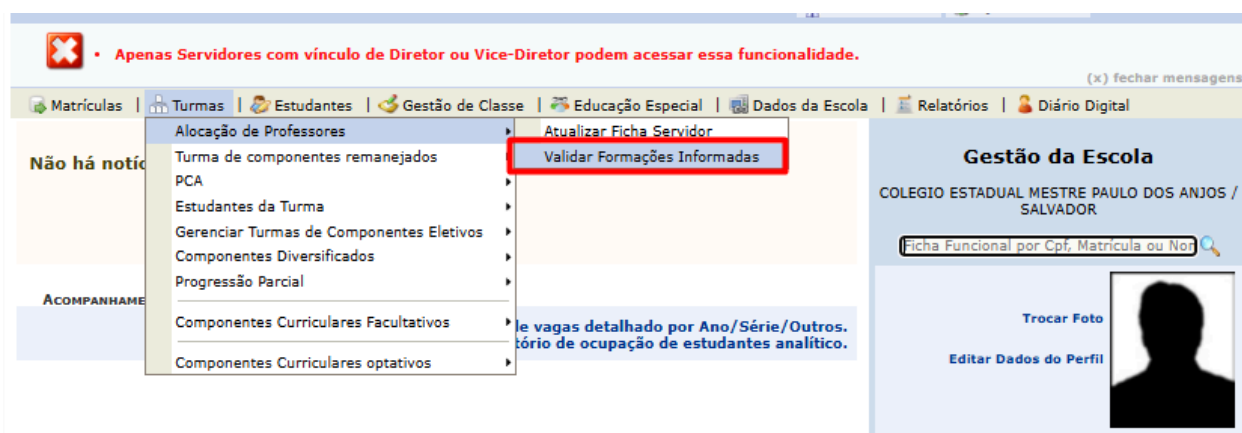 • Apenas Servidores com vínculo de Diretor ou Vice-Diretor podem acessar essa funcionalidade.
(x) fechar mensagens
Matrículas | Turmas | Estudantes | Gestão de Classe | Educação Especial | Dados da Escola | Relatórios | Diário Digital
Alocação de Professores
Atualizar Ficha Servidor
Validar Formações Informadas
Turma de componentes remanejados
PCA
Estudantes da Turma
Gerenciar Turmas de Componentes Eletivos
Componentes Diversificados
Progressão Parcial
Componentes Curriculares Facultativos
Componentes Curriculares optativos
Não há notíc
ACOMPANHAME
le vagas detalhado por Ano/Série/Outros.
tório de ocupação de estudantes analítico.
Gestão da Escola
COLEGIO ESTADUAL MESTRE PAULO DOS ANJOS /
SALVADOR
Ficha Funcional por Cpf, Matrícula ou Nor
Trocar Foto
Editar Dados do Perfil